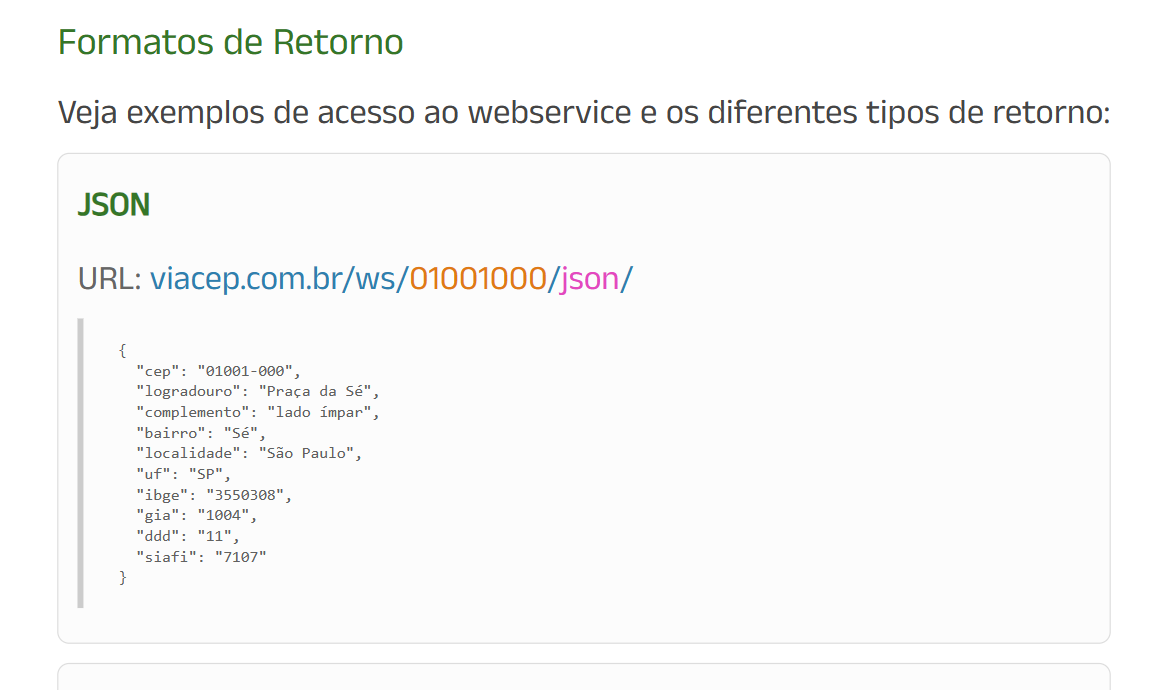 Formatos de Retorno
Veja exemplos de acesso ao webservice e os diferentes tipos de retorno:
JSON
URL: viacep.com.br/ws/01001000/json/
{
  "cep": "01001-000",
  "logradouro": "Praça da Sé",
  "complemento": "lado ímpar",
  "bairro": "Sé",
  "localidade": "São Paulo",
  "uf": "SP",
  "ibge": "3550308",
  "gia": "1004",
  "ddd": "11",
  "siafi": "7107"
}